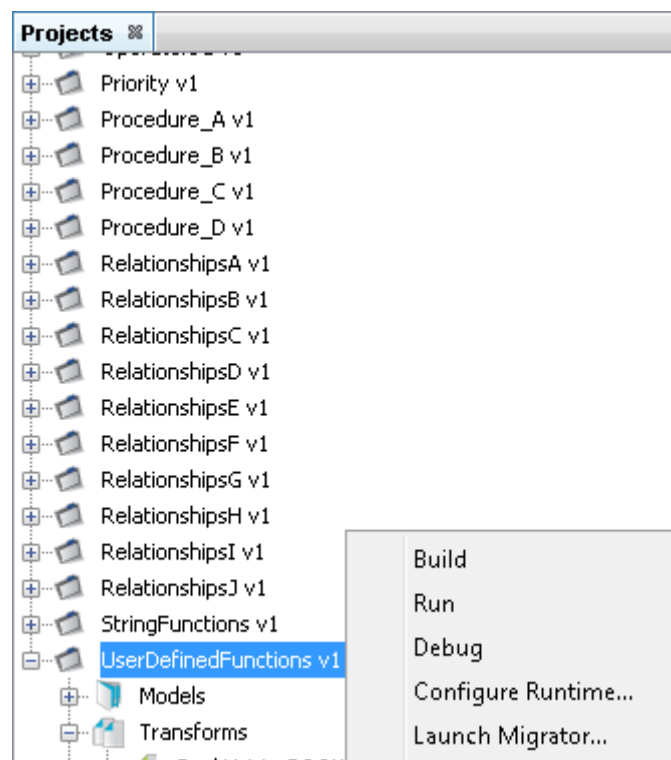 Projects
Priority v1
Procedure_A v1
Procedure_B v1
Procedure_C v1
Procedure_D v1
RelationshipsA v1
RelationshipsB v1
RelationshipsC v1
RelationshipsD v1
RelationshipsE v1
RelationshipsF v1
RelationshipsG v1
RelationshipsH v1
RelationshipsI v1
RelationshipsJ v1
StringFunctions v1
UserDefinedFunctions v1
Models
Transforms
Build
Run
Debug
Configure Runtime...
Launch Migrator...